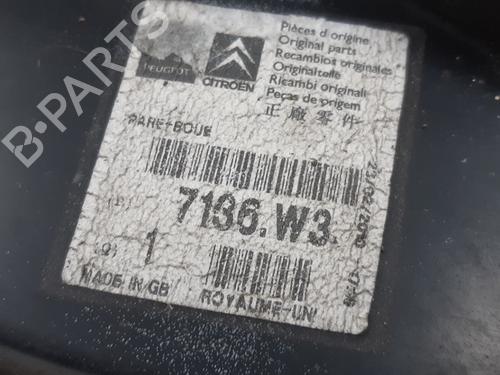 B-PARTS
PEUGEOT
CITROËN
Pièces d'origine
Original parts
Recambios originales
Originalteile
Ricambi originali
Peças de origem
正廠零件
PARE-BOUE
(P) 7136.W3.
(Q) 1
MADE IN GB
ROYAUME-UNI